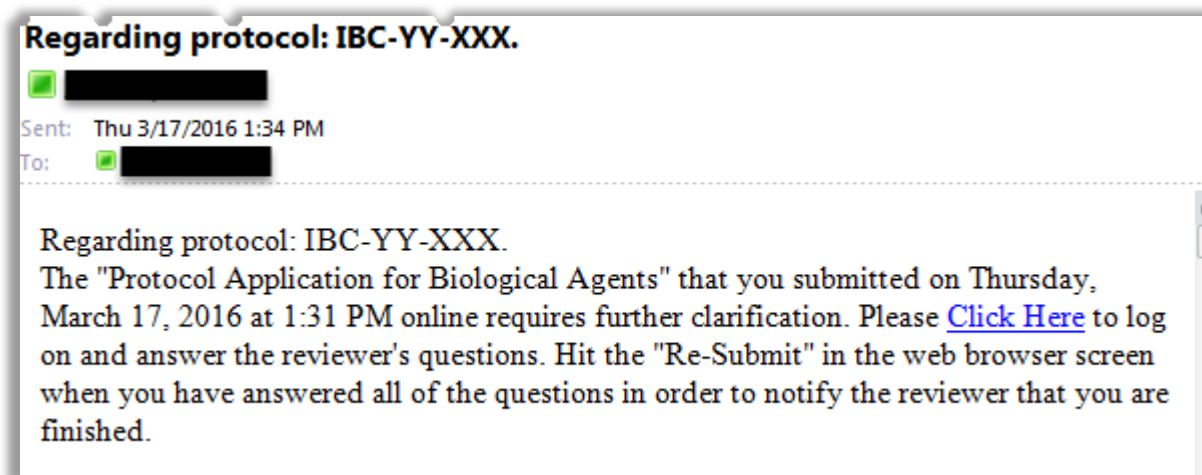 Regarding protocol: IBC-YY-XXX.
Sent: Thu 3/17/2016 1:34 PM
To:
Regarding protocol: IBC-YY-XXX.
The "Protocol Application for Biological Agents" that you submitted on Thursday,
March 17, 2016 at 1:31 PM online requires further clarification. Please Click Here to log
on and answer the reviewer's questions. Hit the "Re-Submit" in the web browser screen
when you have answered all of the questions in order to notify the reviewer that you are
finished.